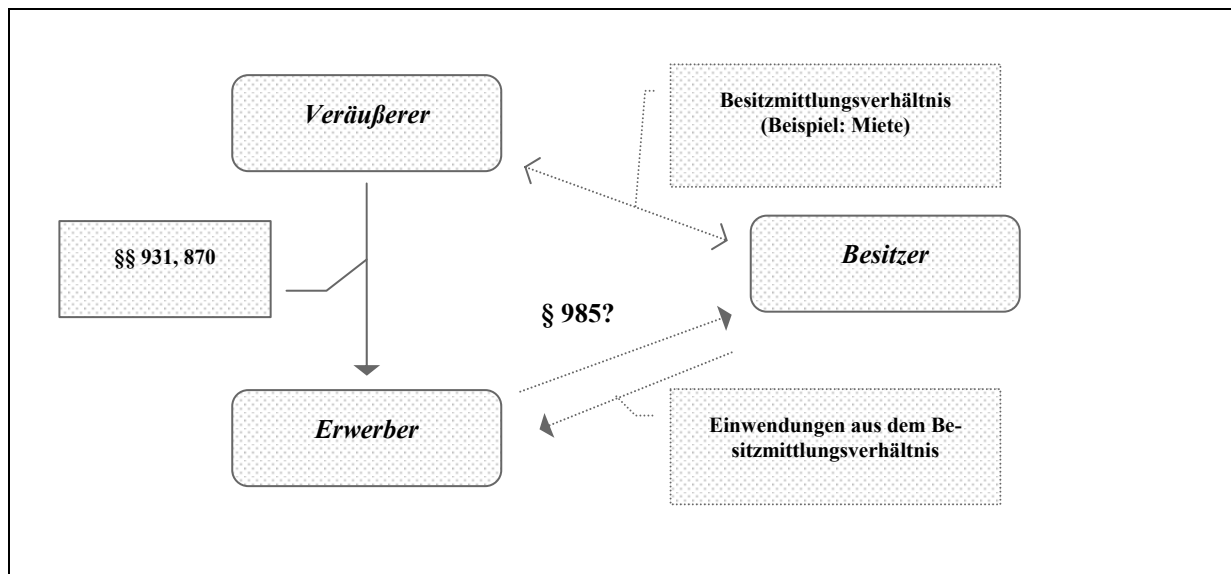 Veräußerer
Besitzmittlungsverhältnis
(Beispiel: Miete)
§§ 931, 870
Besitzer
§ 985?
Erwerber
Einwendungen aus dem Be-
sitzmittlungsverhältnis